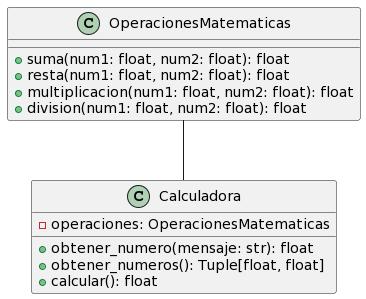 C OperacionesMatematicas
suma(num1: float, num2: float): float
resta(num1: float, num2: float): float
multiplicacion(num1: float, num2: float): float
division(num1: float, num2: float): float
C Calculadora
operaciones: OperacionesMatematicas
obtener_numero(mensaje: str): float
obtener_numeros(): Tuple[float, float]
calcular(): float